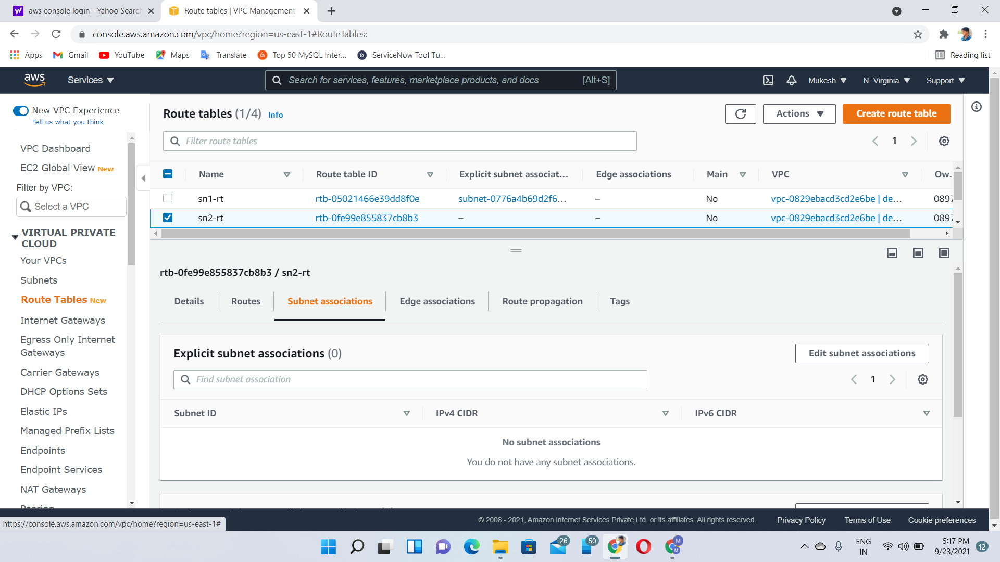 aws console login - Yahoo Search
Route tables | VPC Management
console.aws.amazon.com/vpc/home?region=us-east-1#RouteTables:
Apps
Gmail
YouTube
Maps
Translate
Top 50 MySQL Inter...
ServiceNow Tool Tu...
Reading list
aws
Services
Search for services, features, marketplace products, and docs
[Alt+S]
Mukesh
N. Virginia
Support
New VPC Experience
Tell us what you think
VPC Dashboard
EC2 Global View New
Filter by VPC:
Select a VPC
VIRTUAL PRIVATE
CLOUD
Your VPCs
Subnets
Route Tables New
Internet Gateways
Egress Only Internet
Gateways
Carrier Gateways
DHCP Options Sets
Elastic IPs
Managed Prefix Lists
Endpoints
Endpoint Services
NAT Gateways
Peering
Route tables (1/4) Info
Actions
Create route table
Filter route tables
1
Name Route table ID Explicit subnet associat... Edge associations Main VPC Ow.
sn1-rt rtb-05021466e39dd8f0e subnet-0776a4b69d2f6... – No vpc-0829ebacd3cd2e6be | de... 0897
sn2-rt rtb-0fe99e855837cb8b3 – – No vpc-0829ebacd3cd2e6be | de... 0897
rtb-0fe99e855837cb8b3 / sn2-rt
Details Routes Subnet associations Edge associations Route propagation Tags
Explicit subnet associations (0)
Edit subnet associations
Find subnet association
1
Subnet ID IPv4 CIDR IPv6 CIDR
No subnet associations
You do not have any subnet associations.
https://console.aws.amazon.com/vpc/home?region=us-east-1#
© 2008 - 2021, Amazon Internet Services Private Ltd. or its affiliates. All rights reserved. Privacy Policy Terms of Use Cookie preferences
26
50
M
M
ENG
IN
5:17 PM
9/23/2021
12